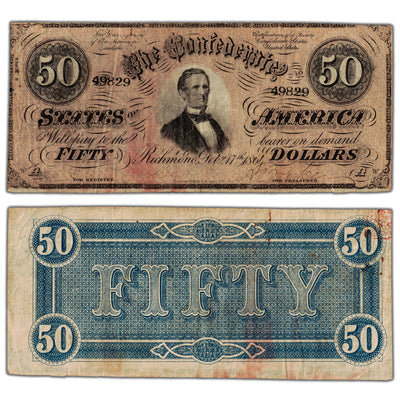 50
The Confederate
50
49829
49829
STATES OF AMERICA
Will pay to the bearer on demand
FIFTY DOLLARS
Richmond, Feb. 17th 1864
FOR REGISTER
FOR TREASURER
50
50
FIFTY
50
50